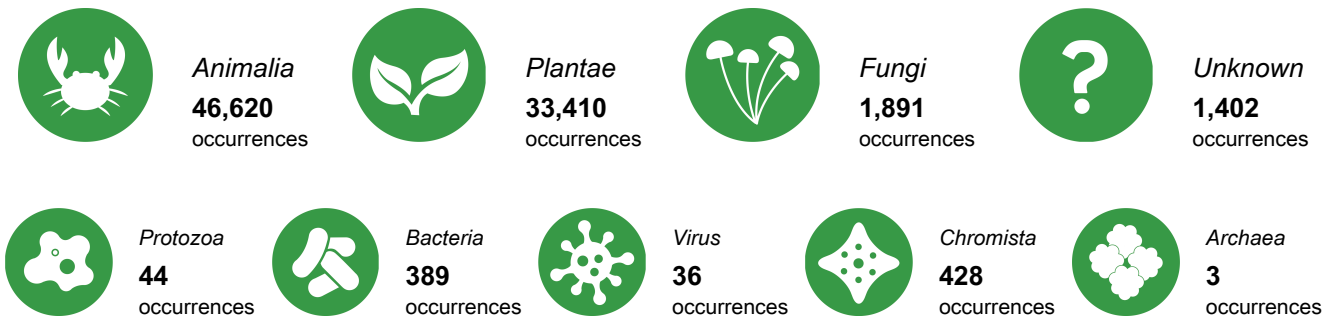 Animalia
46,620
occurrences
Plantae
33,410
occurrences
Fungi
1,891
occurrences
?
Unknown
1,402
occurrences
Protozoa
44
occurrences
Bacteria
389
occurrences
Virus
36
occurrences
Chromista
428
occurrences
Archaea
3
occurrences